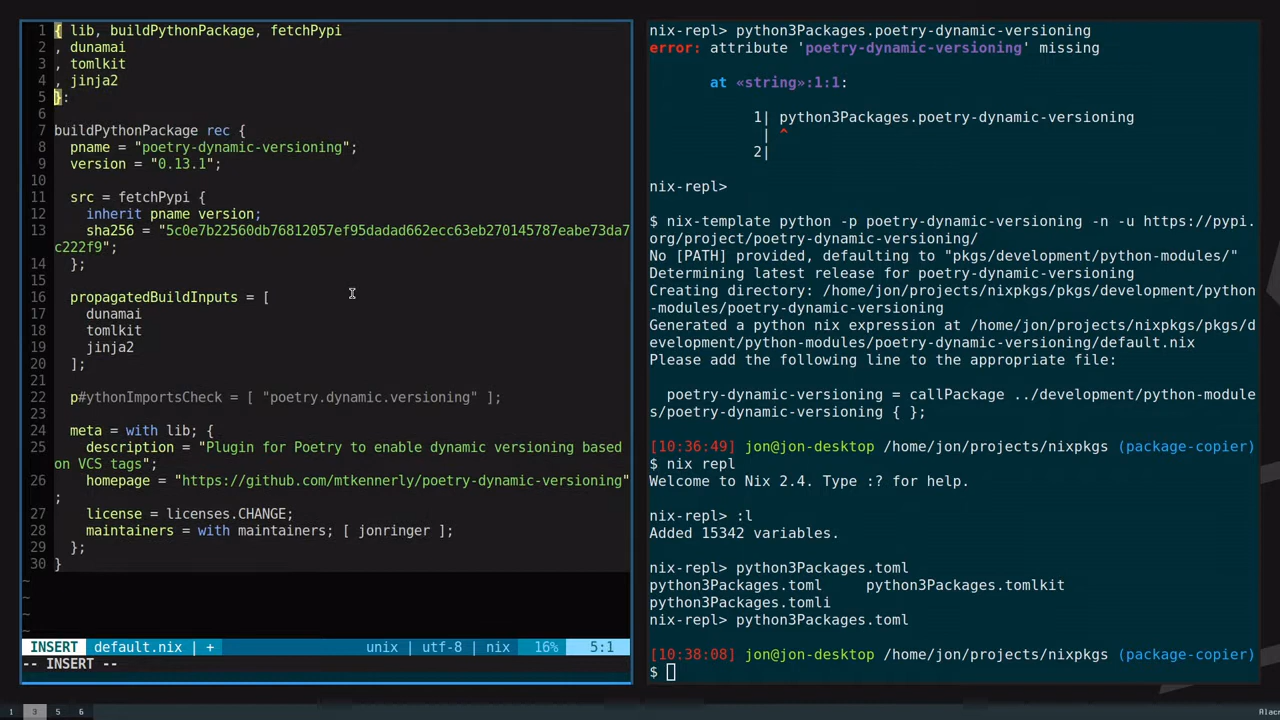 1 { lib, buildPythonPackage, fetchPypi
2 , dunamai
3 , tomlkit
4 , jinja2
5 }:
6
7 buildPythonPackage rec {
8   pname = "poetry-dynamic-versioning";
9   version = "0.13.1";
10
11   src = fetchPypi {
12     inherit pname version;
13     sha256 = "5c0e7b22560db76812057ef95dadad662ecc63eb270145787eabe73da7
c222f9";
14   };
15
16   propagatedBuildInputs = [
17     dunamai
18     tomlkit
19     jinja2
20   ];
21
22   p#ythonImportsCheck = [ "poetry.dynamic.versioning" ];
23
24   meta = with lib; {
25     description = "Plugin for Poetry to enable dynamic versioning based
on VCS tags";
26     homepage = "https://github.com/mtkennerly/poetry-dynamic-versioning"
;
27     license = licenses.CHANGE;
28     maintainers = with maintainers; [ jonringer ];
29   };
30 }
~
~
~
~
INSERT default.nix | + unix | utf-8 | nix 16% 5:1
-- INSERT --
nix-repl> python3Packages.poetry-dynamic-versioning
error: attribute 'poetry-dynamic-versioning' missing
at «string»:1:1:
1| python3Packages.poetry-dynamic-versioning
| ^
2|
nix-repl>
$ nix-template python -p poetry-dynamic-versioning -n -u https://pypi.
org/project/poetry-dynamic-versioning/
No [PATH] provided, defaulting to "pkgs/development/python-modules/"
Determining latest release for poetry-dynamic-versioning
Creating directory: /home/jon/projects/nixpkgs/pkgs/development/python
-modules/poetry-dynamic-versioning
Generated a python nix expression at /home/jon/projects/nixpkgs/pkgs/d
evelopment/python-modules/poetry-dynamic-versioning/default.nix
Please add the following line to the appropriate file:
poetry-dynamic-versioning = callPackage ../development/python-module
s/poetry-dynamic-versioning { };
[10:36:49] jon@jon-desktop /home/jon/projects/nixpkgs (package-copier)
$ nix repl
Welcome to Nix 2.4. Type :? for help.
nix-repl> :l
Added 15342 variables.
nix-repl> python3Packages.toml
python3Packages.toml python3Packages.tomlkit
python3Packages.tomli
nix-repl> python3Packages.toml
[10:38:08] jon@jon-desktop /home/jon/projects/nixpkgs (package-copier)
$
1 3 5 6
Alacr